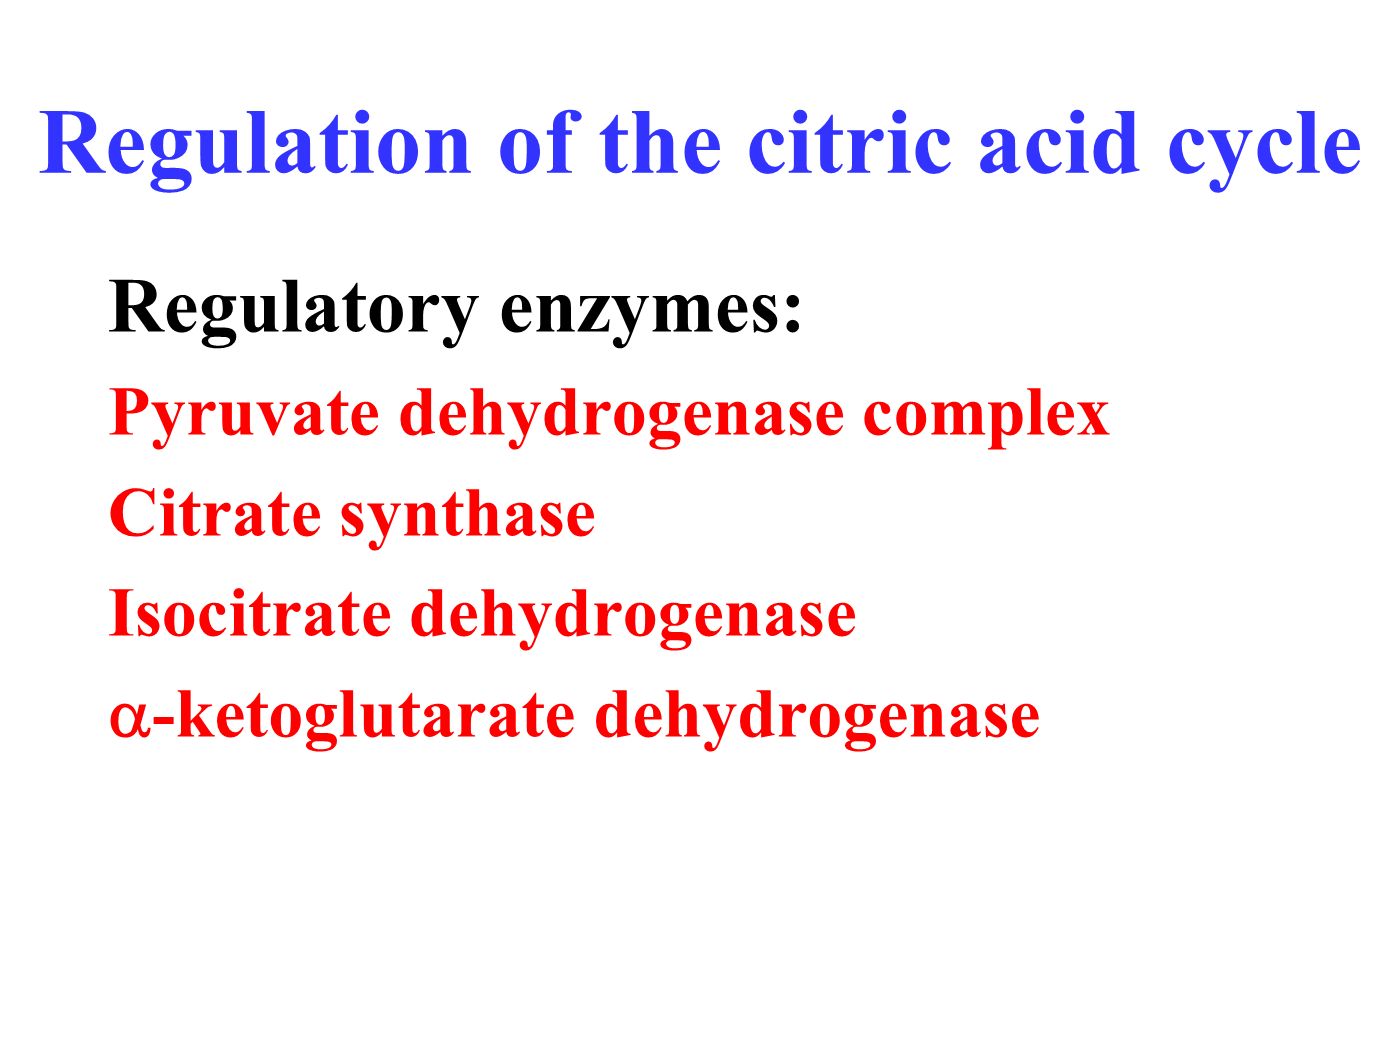 Regulation of the citric acid cycle
Regulatory enzymes:
Pyruvate dehydrogenase complex
Citrate synthase
Isocitrate dehydrogenase
α-ketoglutarate dehydrogenase